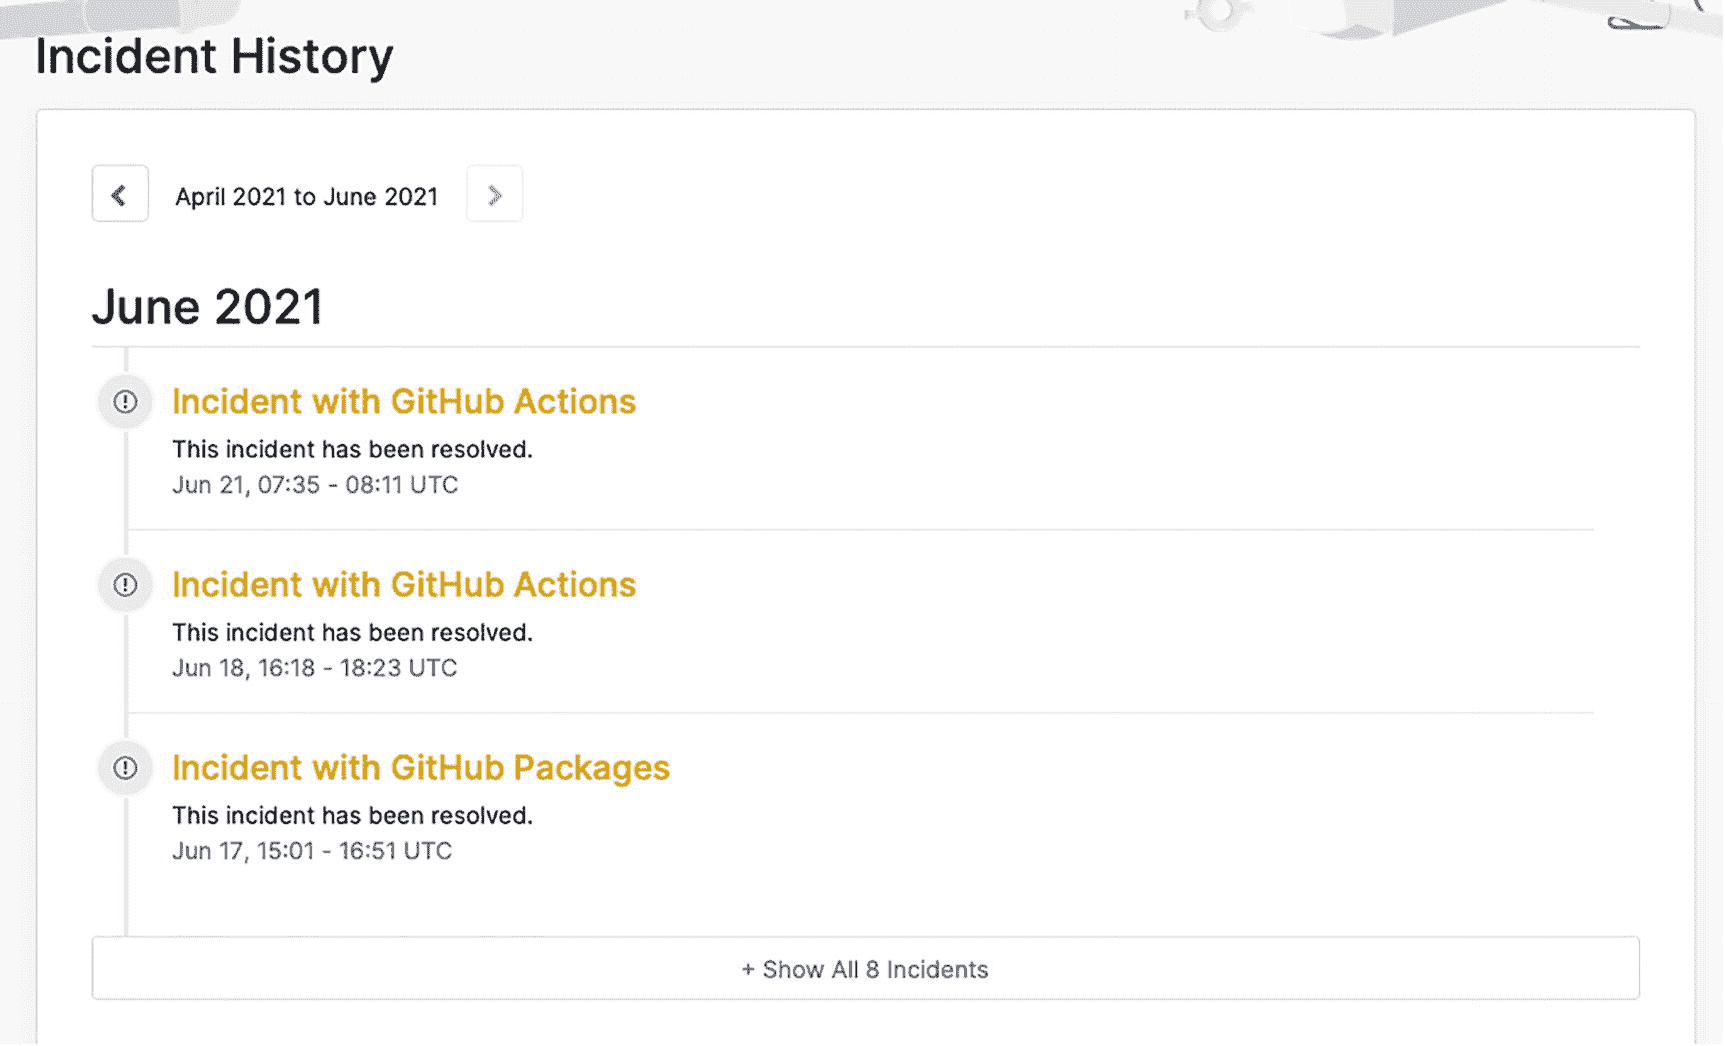 Incident History
April 2021 to June 2021
June 2021
Incident with GitHub Actions
This incident has been resolved.
Jun 21, 07:35 - 08:11 UTC
Incident with GitHub Actions
This incident has been resolved.
Jun 18, 16:18 - 18:23 UTC
Incident with GitHub Packages
This incident has been resolved.
Jun 17, 15:01 - 16:51 UTC
+ Show All 8 Incidents